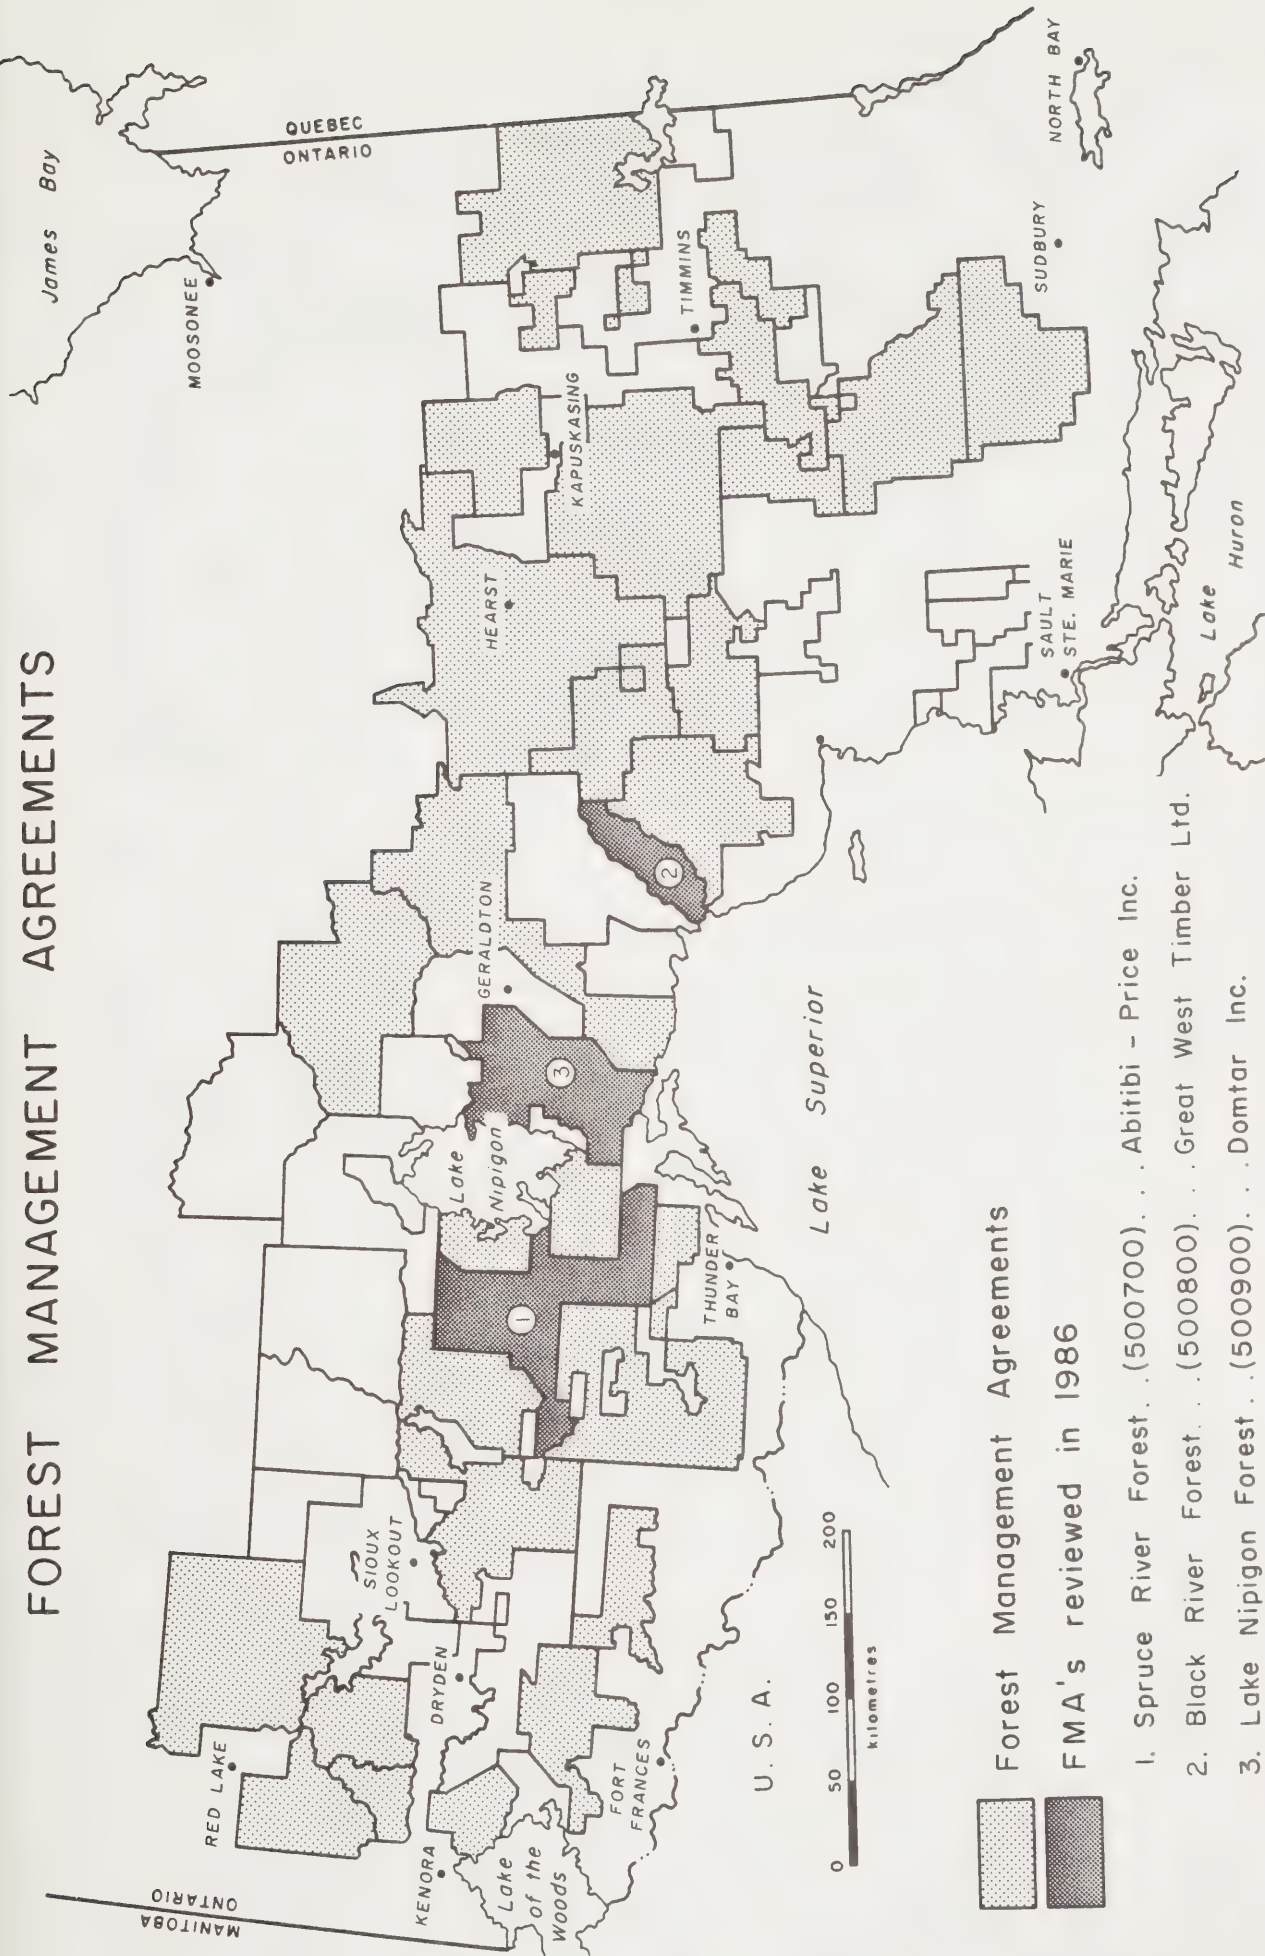 FOREST MANAGEMENT AGREEMENTS
James Bay
MOOSONEE
QUEBEC
ONTARIO
MANITOBA
ONTARIO
RED LAKE
KENORA
Lake
of the
Woods
DRYDEN
SIOUX
LOOKOUT
FORT
FRANCES
1
THUNDER
BAY
Lake
Nipigon
3
GERALDTON
2
HEARST
KAPUSKASING
TIMMINS
SAULT
STE. MARIE
SUDBURY
NORTH BAY
Lake
Huron
Lake Superior
U. S. A.
0 50 100 150 200
kilometres
Forest Management Agreements
FMA's reviewed in 1986
1. Spruce River Forest. . (500700). . . Abitibi - Price Inc.
2. Black River Forest. . . (500800). . . Great West Timber Ltd.
3. Lake Nipigon Forest. . (500900). . . Domtar Inc.